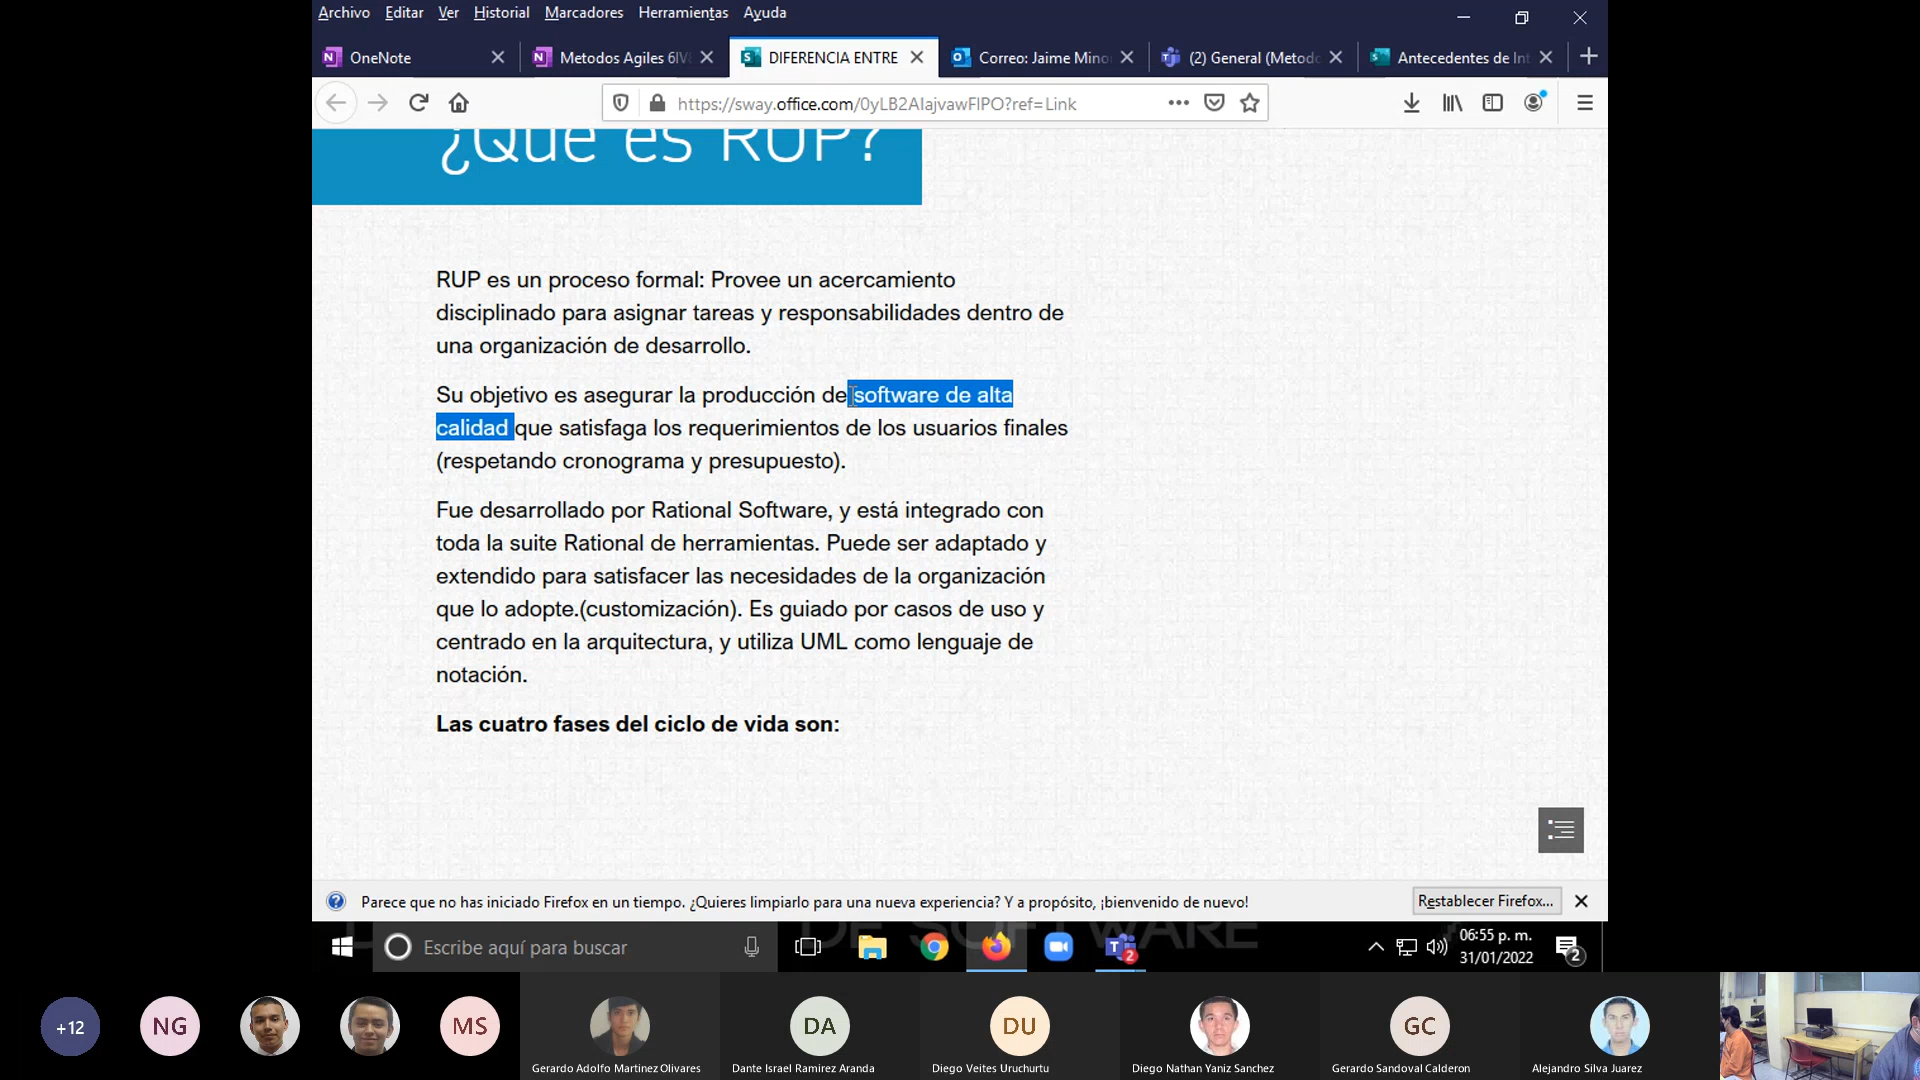 Archivo Editar Ver Historial Marcadores Herramientas Ayuda
OneNote
Metodos Agiles 6IV
DIFERENCIA ENTRE
Correo: Jaime Mino
(2) General (Metodo
Antecedentes de Int
https://sway.office.com/0yLB2AIajvawFlPO?ref=Link
¿Qué es RUP?
RUP es un proceso formal: Provee un acercamiento
disciplinado para asignar tareas y responsabilidades dentro de
una organización de desarrollo.
Su objetivo es asegurar la producción de software de alta
calidad que satisfaga los requerimientos de los usuarios finales
(respetando cronograma y presupuesto).
Fue desarrollado por Rational Software, y está integrado con
toda la suite Rational de herramientas. Puede ser adaptado y
extendido para satisfacer las necesidades de la organización
que lo adopte.(customización). Es guiado por casos de uso y
centrado en la arquitectura, y utiliza UML como lenguaje de
notación.
Las cuatro fases del ciclo de vida son:
Parece que no has iniciado Firefox en un tiempo. ¿Quieres limpiarlo para una nueva experiencia? Y a propósito, ¡bienvenido de nuevo!
Restablecer Firefox...
DE SOFTWARE
Escribe aquí para buscar
T 2
06:55 p. m.
31/01/2022
2
+12
NG
MS
DA
DU
GC
Gerardo Adolfo Martinez Olivares
Dante Israel Ramirez Aranda
Diego Veites Uruchurtu
Diego Nathan Yaniz Sanchez
Gerardo Sandoval Calderon
Alejandro Silva Juarez